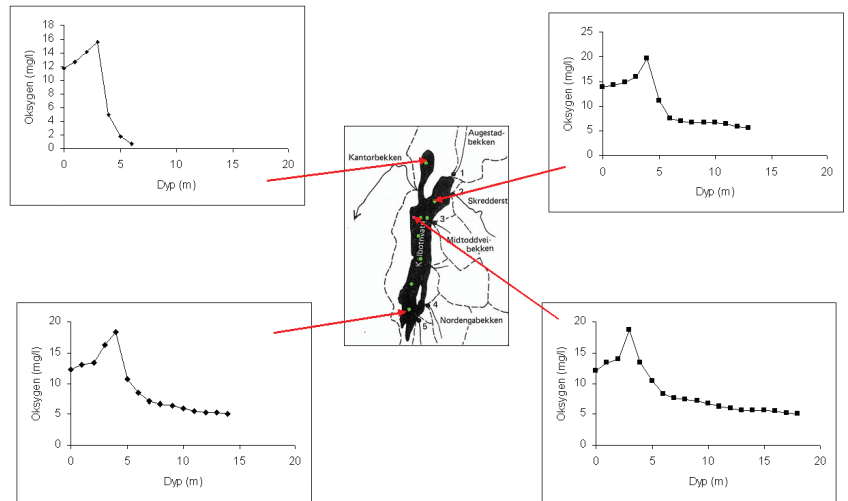 18
16
14
12
10
8
6
4
2
0
Oksygen (mg/l)
0 5 10 15 20
Dyp (m)
25
20
15
10
5
0
Oksygen (mg/l)
0 5 10 15 20
Dyp (m)
Augestad-
bekken
Kantorbekken
1
2
Skredderst
3
Midtoddvei-
bekken
Kolbotnvatn
4
Nordengabekken
5
20
15
10
5
0
Oksygen (mg/l)
0 5 10 15 20
Dyp (m)
20
15
10
5
0
Oksygen (mg/l)
0 5 10 15 20
Dyp (m)